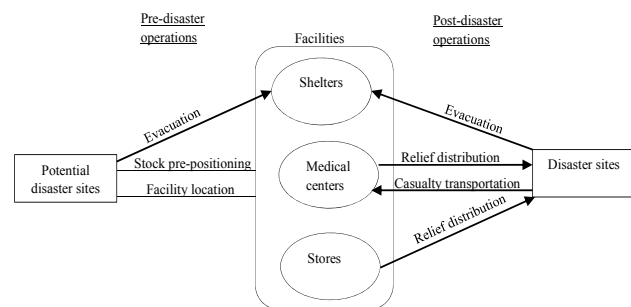 Pre-disaster
operations
Post-disaster
operations
Facilities
Shelters
Evacuation
Evacuation
Stock pre-positioning
Relief distribution
Potential
disaster sites
Medical
centers
Disaster sites
Facility location
Casualty transportation
Relief distribution
Stores